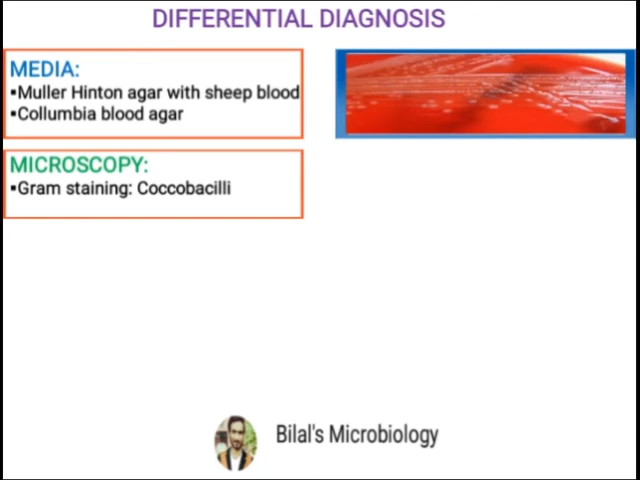 DIFFERENTIAL DIAGNOSIS
MEDIA:
▪Muller Hinton agar with sheep blood
▪Collumbia blood agar
MICROSCOPY:
▪Gram staining: Coccobacilli
Bilal's Microbiology